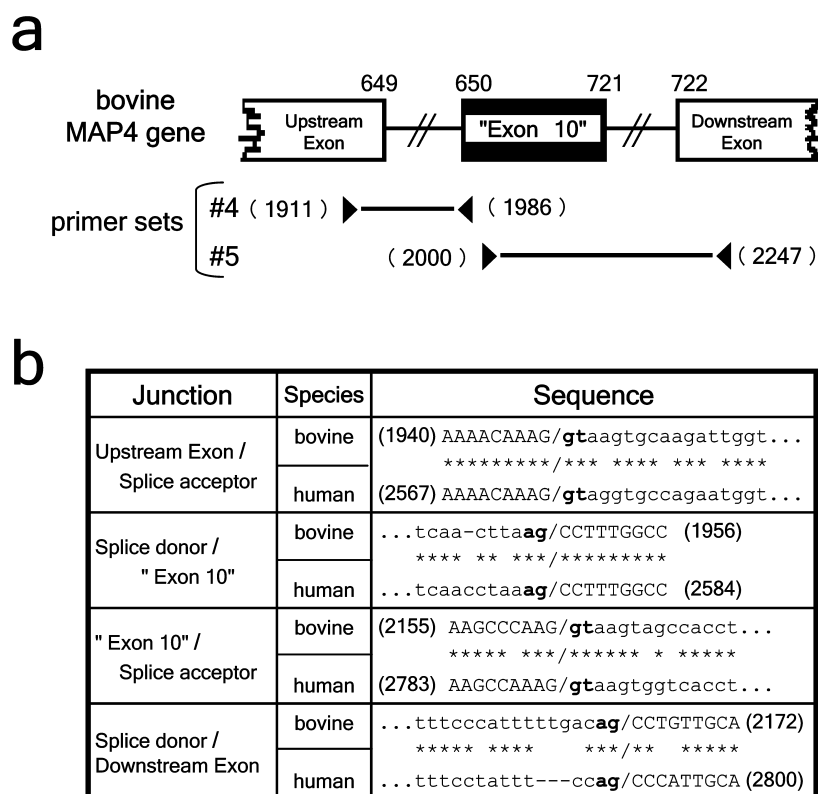 a
bovine
MAP4 gene
649 650 721 722
Upstream
Exon
"Exon 10"
Downstream
Exon
primer sets
#4 ( 1911 ) ( 1986 )
#5 ( 2000 ) ( 2247 )
b
Junction Species Sequence
Upstream Exon /
Splice acceptor
bovine (1940) AAAACAAAG/gtaagtgcaagattggt...
*********/*** **** *** ****
human (2567) AAAACAAAG/gtaggtgccagaatggt...
Splice donor /
" Exon 10"
bovine ...tcaa-cttaag/CCTTTGGCC (1956)
**** ** ***/*********
human ...tcaacctaaag/CCTTTGGCC (2584)
" Exon 10" /
Splice acceptor
bovine (2155) AAGCCCAAG/gtaagtagccacct...
***** ***/****** * *****
human (2783) AAGCCAAAG/gtaagtggtcacct...
Splice donor /
Downstream Exon
bovine ...tttcccatttttgacag/CCTGTTGCA (2172)
***** **** ***/** *****
human ...tttcctattt---ccag/CCCATTGCA (2800)